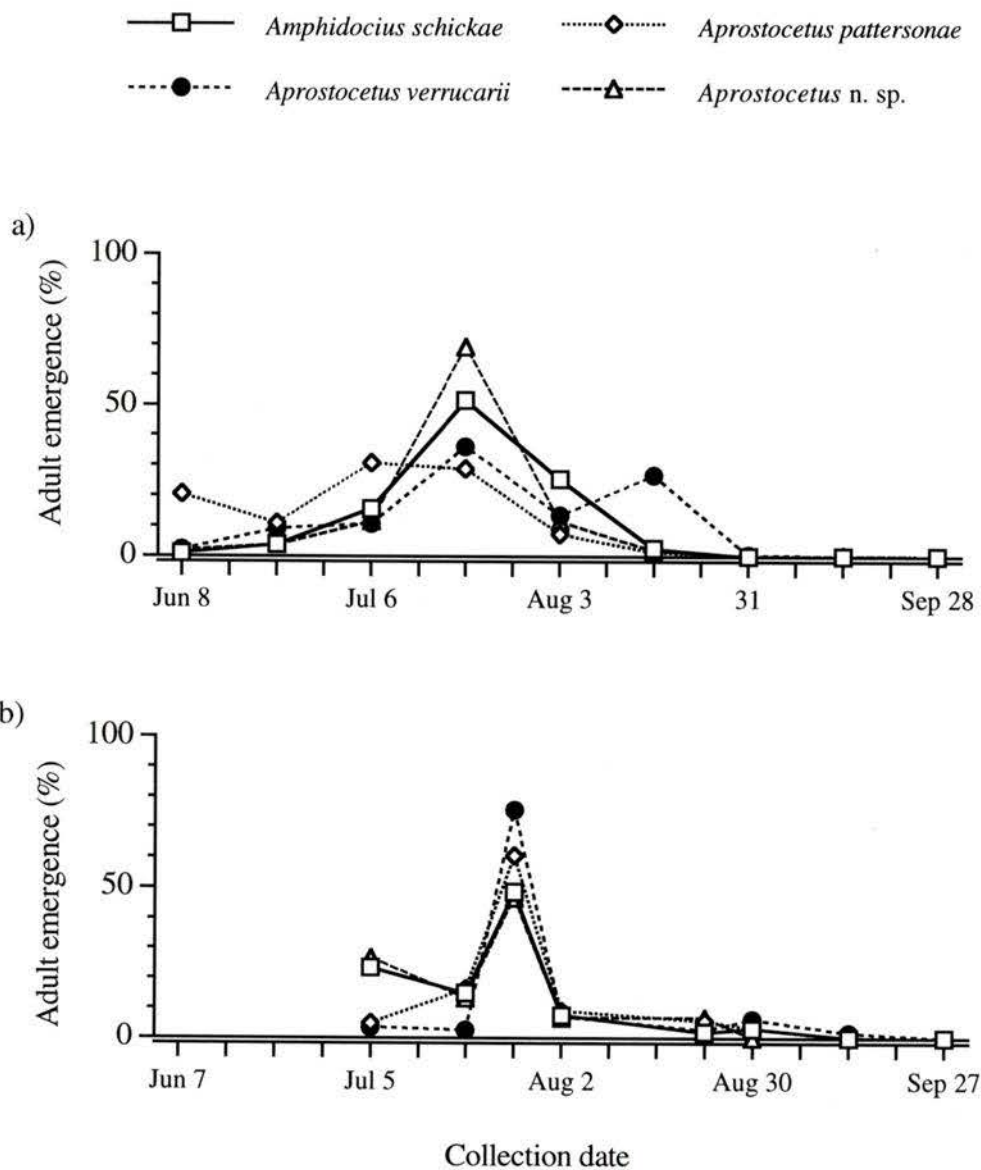 Amphidocius schickae
Aprostocetus pattersonae
Aprostocetus verrucarii
Aprostocetus n. sp.
a)
100
50
0
Adult emergence (%)
Jun 8 Jul 6 Aug 3 31 Sep 28
b)
100
50
0
Adult emergence (%)
Jun 7 Jul 5 Aug 2 Aug 30 Sep 27
Collection date